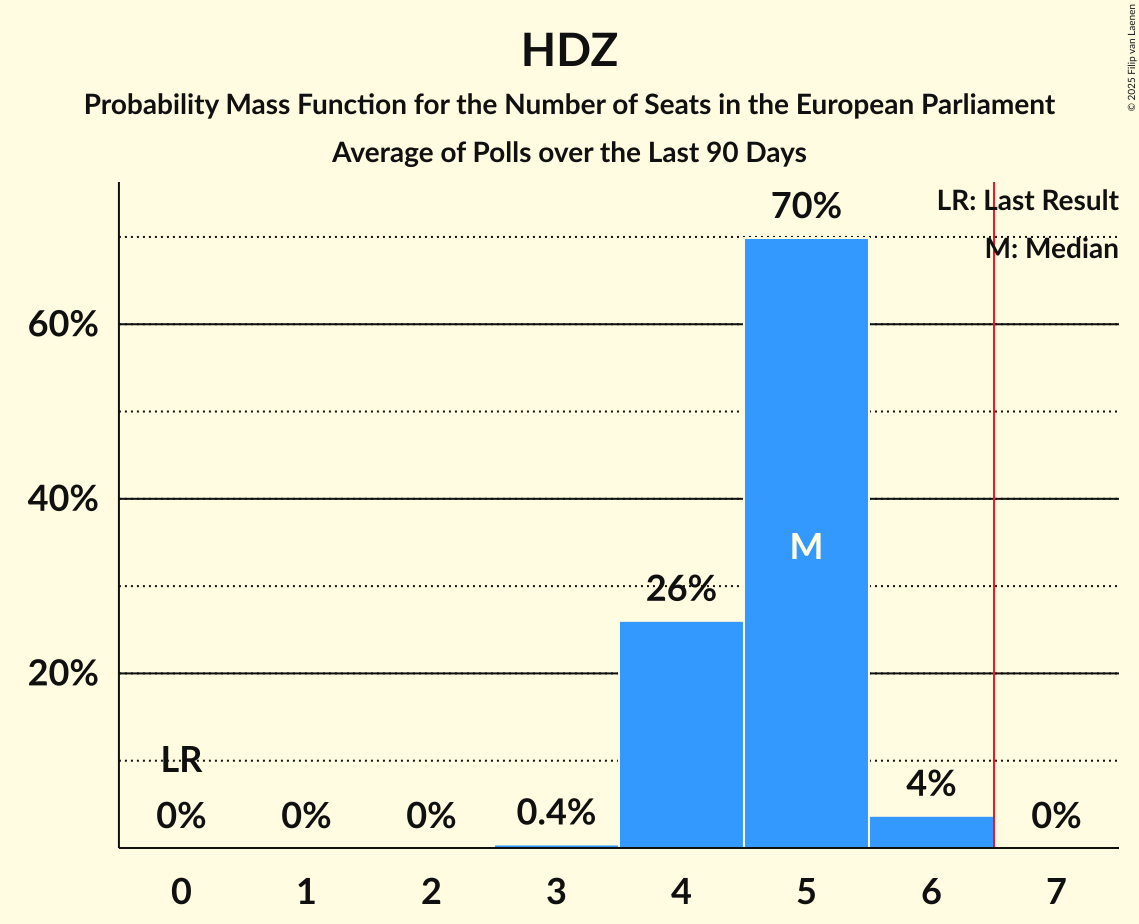 HDZ
Probability Mass Function for the Number of Seats in the European Parliament
Average of Polls over the Last 90 Days
© 2025 Filip van Laenen
LR: Last Result
M: Median
70%
60%
40%
M
26%
20%
LR
0%
0%
0%
0.4%
4%
0%
0 1 2 3 4 5 6 7